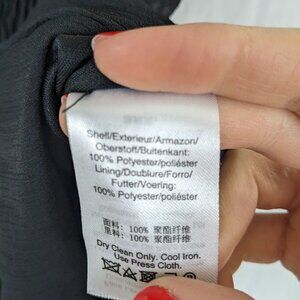 Shell/Exterieur/Armazon/
Oberstoff/Buitenkant:
100% Polyester/poliéster
Lining/Doublure/Forro/
Futter/Voering:
100% Polyester/poliéster
面料: 100% 聚酯纤维
里料: 100% 聚酯纤维
Dry Clean Only. Cool Iron.
Use Press Cloth.